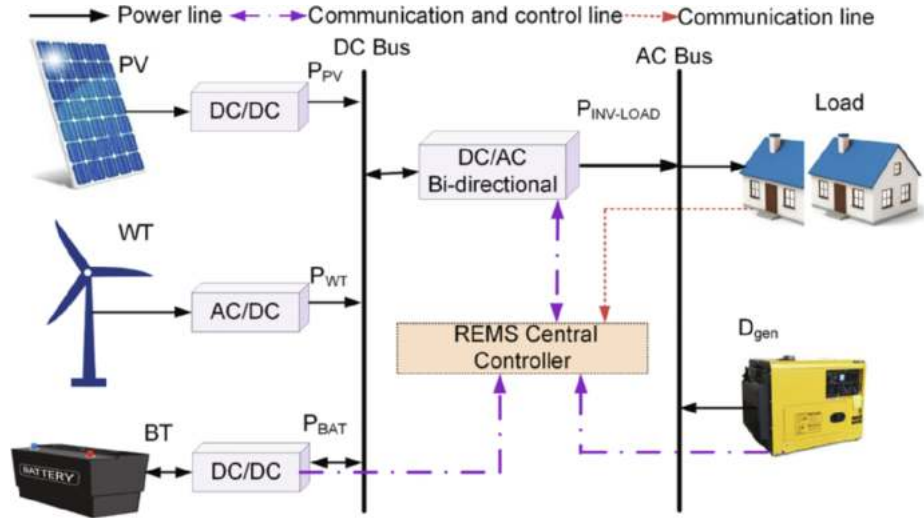 Power line
Communication and control line
Communication line
DC Bus
AC Bus
PV
DC/DC
P_PV
P_INV-LOAD
Load
DC/AC
Bi-directional
WT
AC/DC
P_WT
REMS Central
Controller
D_gen
BT
BATTERY
DC/DC
P_BAT